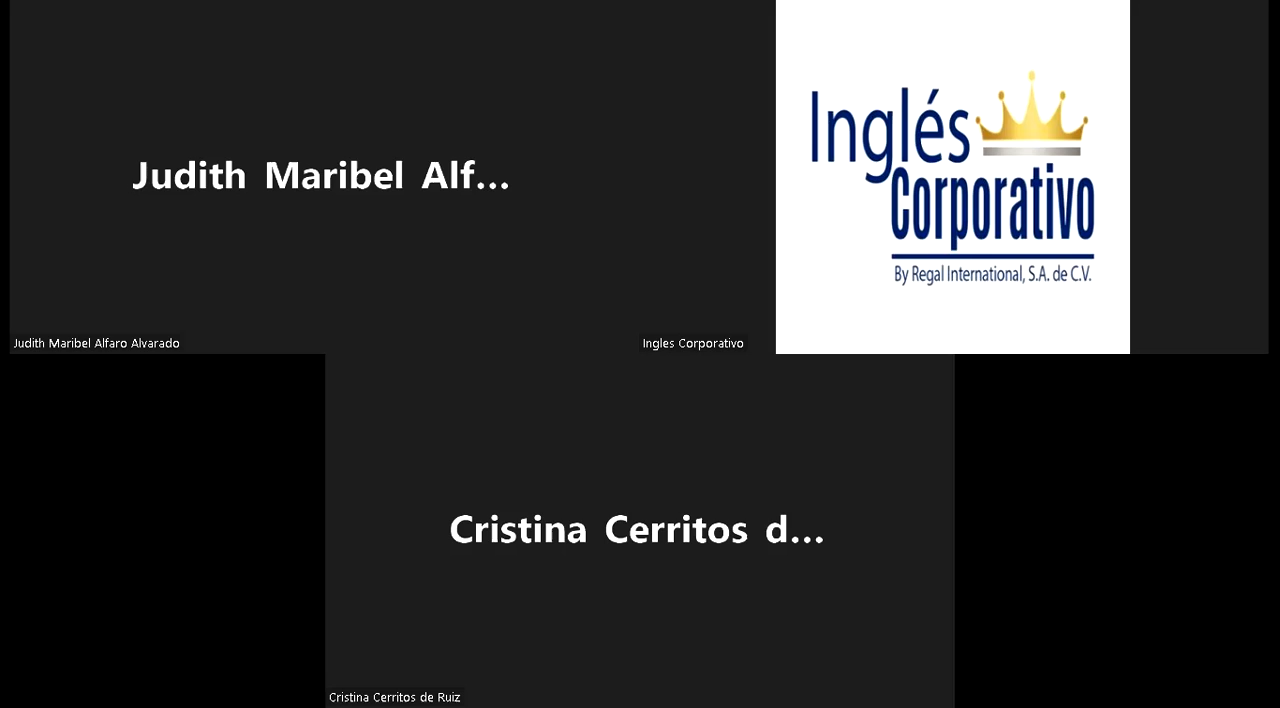 Judith Maribel Alf...
Judith Maribel Alfaro Alvarado
Inglés
Corporativo
By Regal International, S.A. de C.V.
Ingles Corporativo
Cristina Cerritos d...
Cristina Cerritos de Ruiz